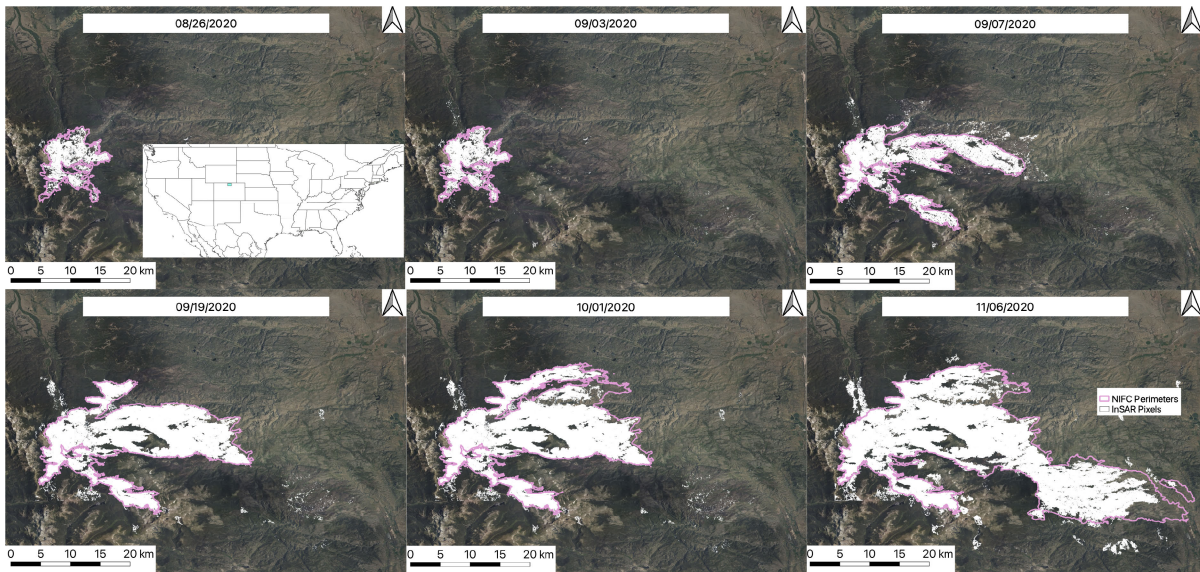 08/26/2020
09/03/2020
09/07/2020
0 5 10 15 20 km
0 5 10 15 20 km
0 5 10 15 20 km
09/19/2020
10/01/2020
11/06/2020
NIFC Perimeters
InSAR Pixels
0 5 10 15 20 km
0 5 10 15 20 km
0 5 10 15 20 km